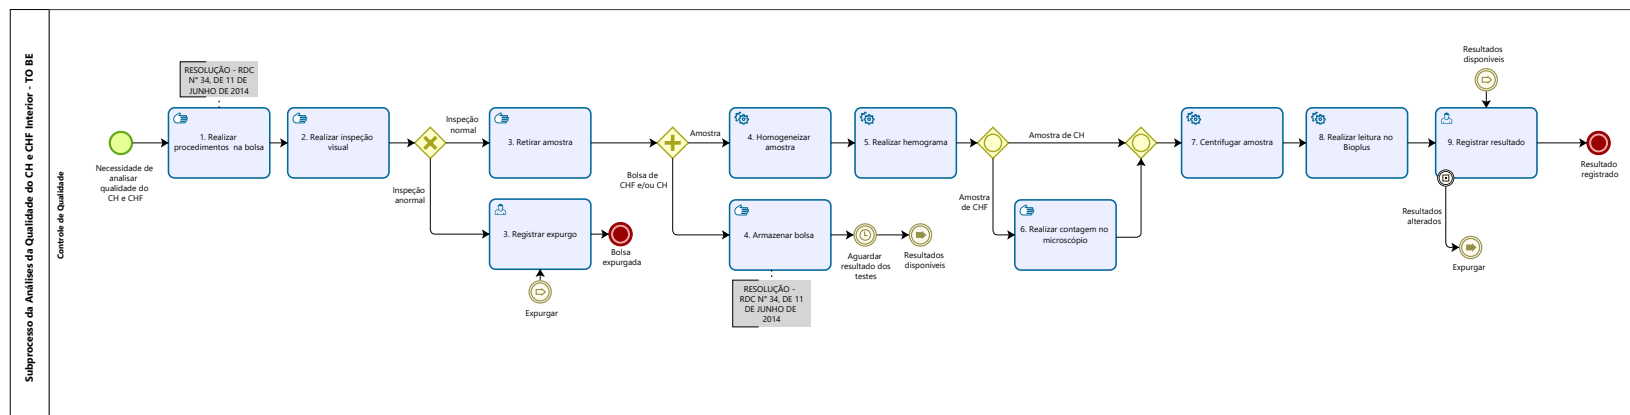 Subprocesso da Análises da Qualidade do CH e CHF Interior - TO BE
Controle de Qualidade
Necessidade de
analisar
qualidade do
CH e CHF
RESOLUÇÃO - RDC
N° 34, DE 11 DE
JUNHO DE 2014
1. Realizar
procedimentos na bolsa
2. Realizar inspeção
visual
Inspeção
normal
Inspeção
anormal
3. Retirar amostra
3. Registrar expurgo
Bolsa
expurgada
Expurgar
Amostra
Bolsa de
CHF e/ou CH
4. Homogeneizar
amostra
4. Armazenar bolsa
RESOLUÇÃO -
RDC N° 34, DE 11
DE JUNHO DE
2014
Aguardar
resultado dos
testes
Resultados
disponíveis
5. Realizar hemograma
Amostra de CH
Amostra
de CHF
6. Realizar contagem no
microscópio
7. Centrifugar amostra
8. Realizar leitura no
Bioplus
Resultados
disponíveis
9. Registrar resultado
Resultados
alterados
Expurgar
Resultado
registrado